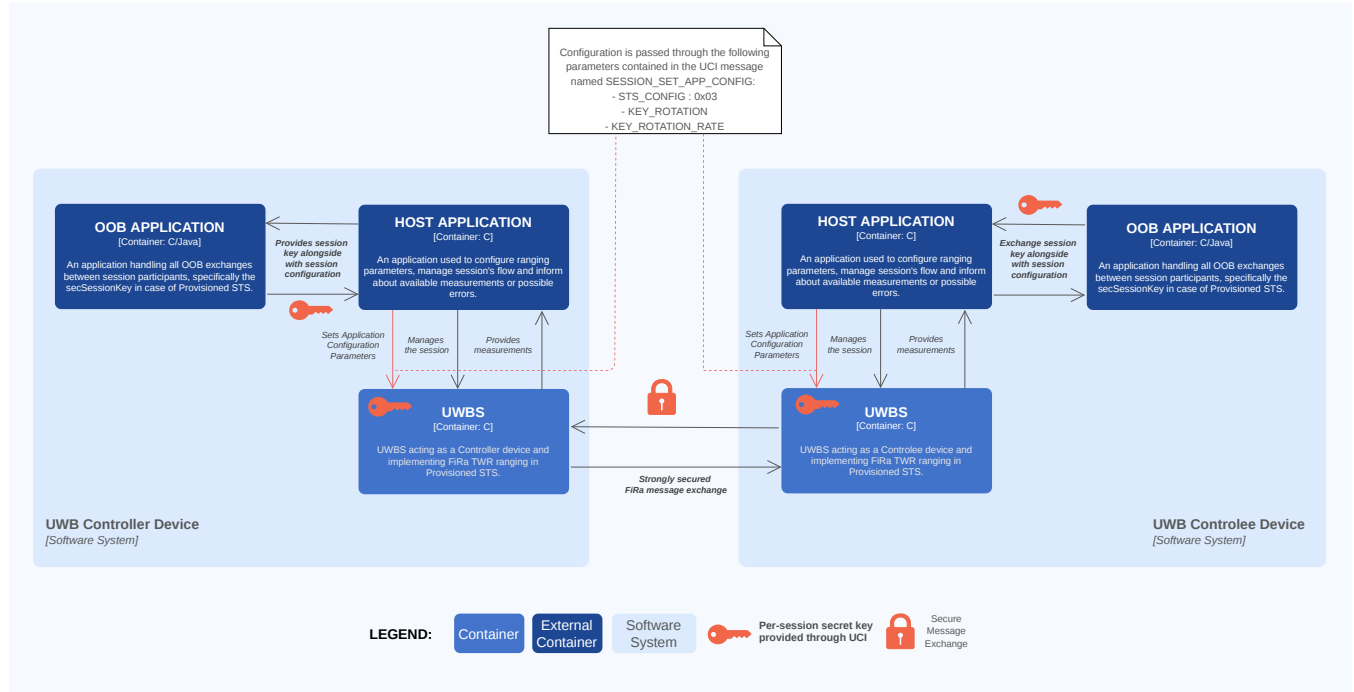 Configuration is passed through the following
parameters contained in the UCI message
named SESSION_SET_APP_CONFIG:
- STS_CONFIG : 0x03
- KEY_ROTATION
- KEY_ROTATION_RATE
OOB APPLICATION
[Container: C/Java]
An application handling all OOB exchanges
between session participants, specifically the
secSessionKey in case of Provisioned STS.
Provides session
key alongside
with session
configuration
HOST APPLICATION
[Container: C]
An application used to configure ranging
parameters, manage session's flow and inform
about available measurements or possible
errors.
Sets Application
Configuration
Parameters
Manages
the session
Provides
measurements
UWBS
[Container: C]
UWBS acting as a Controller device and
implementing FiRa TWR ranging in
Provisioned STS.
UWB Controller Device
[Software System]
Strongly secured
FiRa message exchange
HOST APPLICATION
[Container: C]
An application used to configure ranging
parameters, manage session's flow and inform
about available measurements or possible
errors.
Exchange session
key alongside
with session
configuration
OOB APPLICATION
[Container: C/Java]
An application handling all OOB exchanges
between session participants, specifically the
secSessionKey in case of Provisioned STS.
Sets Application
Configuration
Parameters
Manages
the session
Provides
measurements
UWBS
[Container: C]
UWBS acting as a Controlee device and
implementing FiRa TWR ranging in
Provisioned STS.
UWB Controlee Device
[Software System]
LEGEND:
Container
External
Container
Software
System
Per-session secret key
provided through UCI
Secure
Message
Exchange